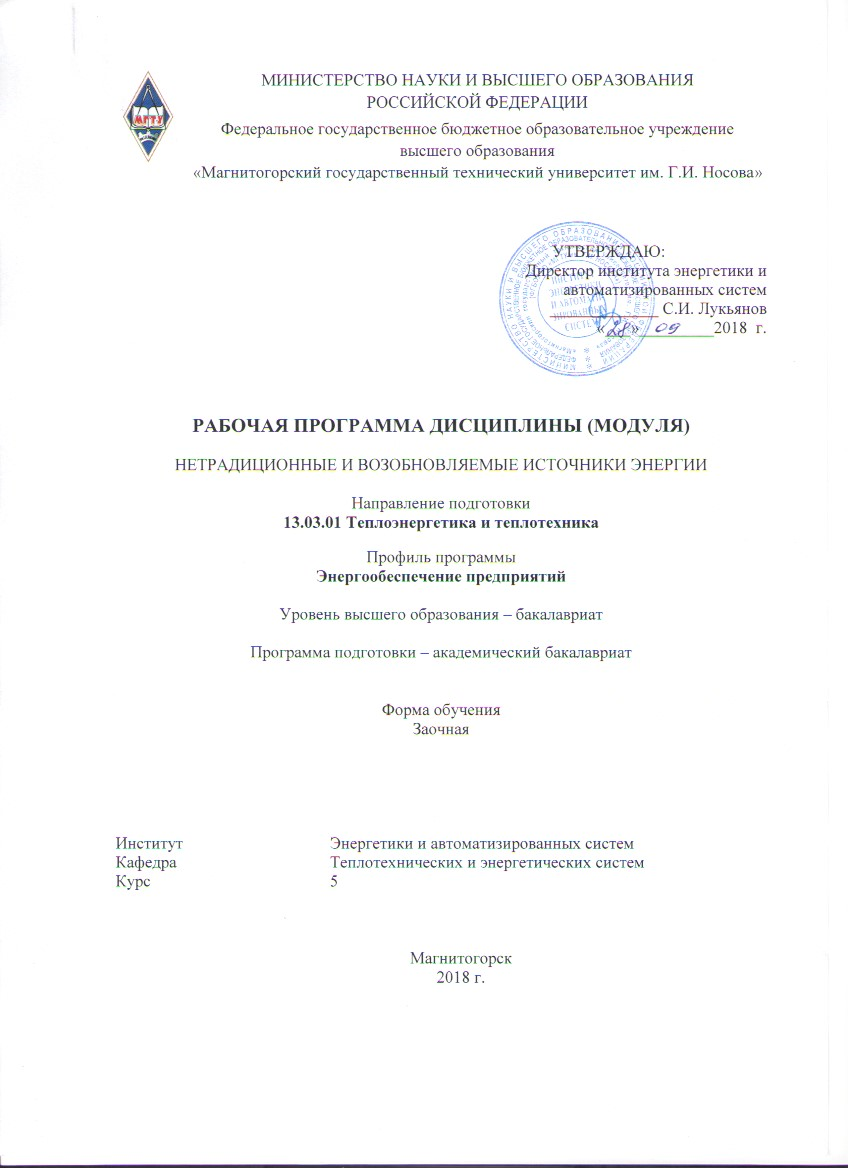 МГТУ
МИНИСТЕРСТВО НАУКИ И ВЫСШЕГО ОБРАЗОВАНИЯ
РОССИЙСКОЙ ФЕДЕРАЦИИ
Федеральное государственное бюджетное образовательное учреждение
высшего образования
«Магнитогорский государственный технический университет им. Г.И. Носова»
УТВЕРЖДАЮ:
Директор института энергетики и
автоматизированных систем
С.И. Лукьянов
«28» 09 2018 г.
РАБОЧАЯ ПРОГРАММА ДИСЦИПЛИНЫ (МОДУЛЯ)
НЕТРАДИЦИОННЫЕ И ВОЗОБНОВЛЯЕМЫЕ ИСТОЧНИКИ ЭНЕРГИИ
Направление подготовки
13.03.01 Теплоэнергетика и теплотехника
Профиль программы
Энергообеспечение предприятий
Уровень высшего образования – бакалавриат
Программа подготовки – академический бакалавриат
Форма обучения
Заочная
Институт Энергетики и автоматизированных систем
Кафедра Теплотехнических и энергетических систем
Курс 5
Магнитогорск
2018 г.